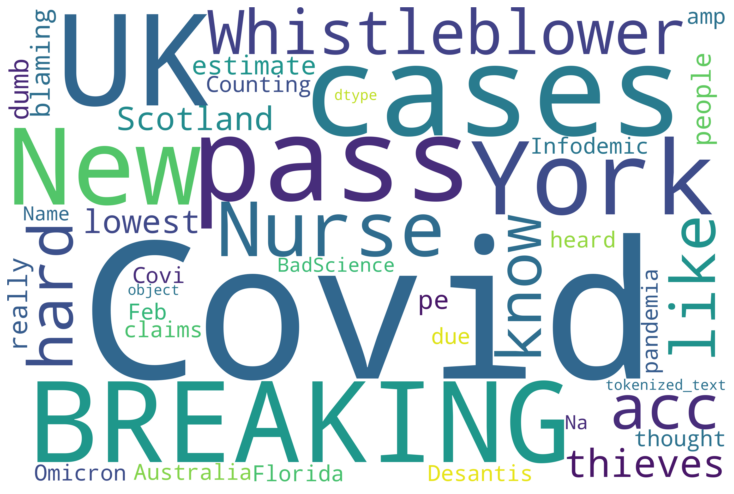 UK
Whistleblower
amp
dumb
blaming
estimate
Counting
cases
dtype
people
Scotland
New
pass
Infodemic
York
Name
lowest
Nurse
hard
really
Covid
know
heard
like
BadScience
Covi
object
Feb
claims
pe
due
pandemia
BREAKING
tokenized_text
acc
Na
thought
thieves
Omicron
Australia
Florida
Desantis